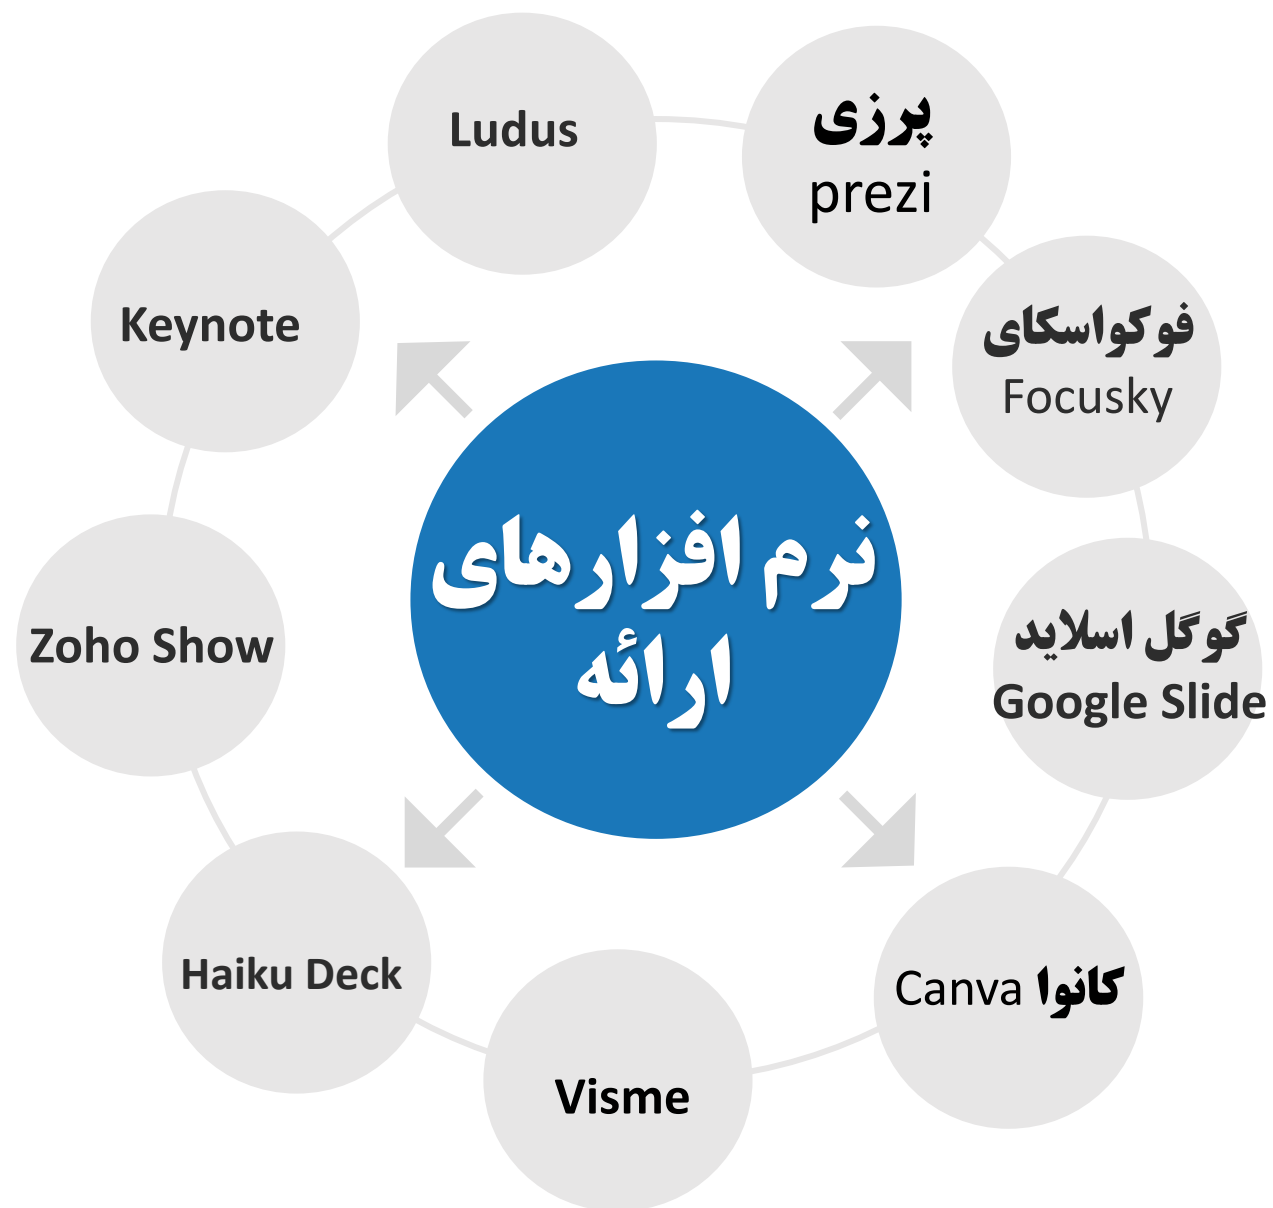 نرم افزارهای
ارائه
پرزی
prezi
فوکواسکای
Focusky
گوگل اسلاید
Google Slide
کانوا Canva
Visme
Haiku Deck
Zoho Show
Keynote
Ludus